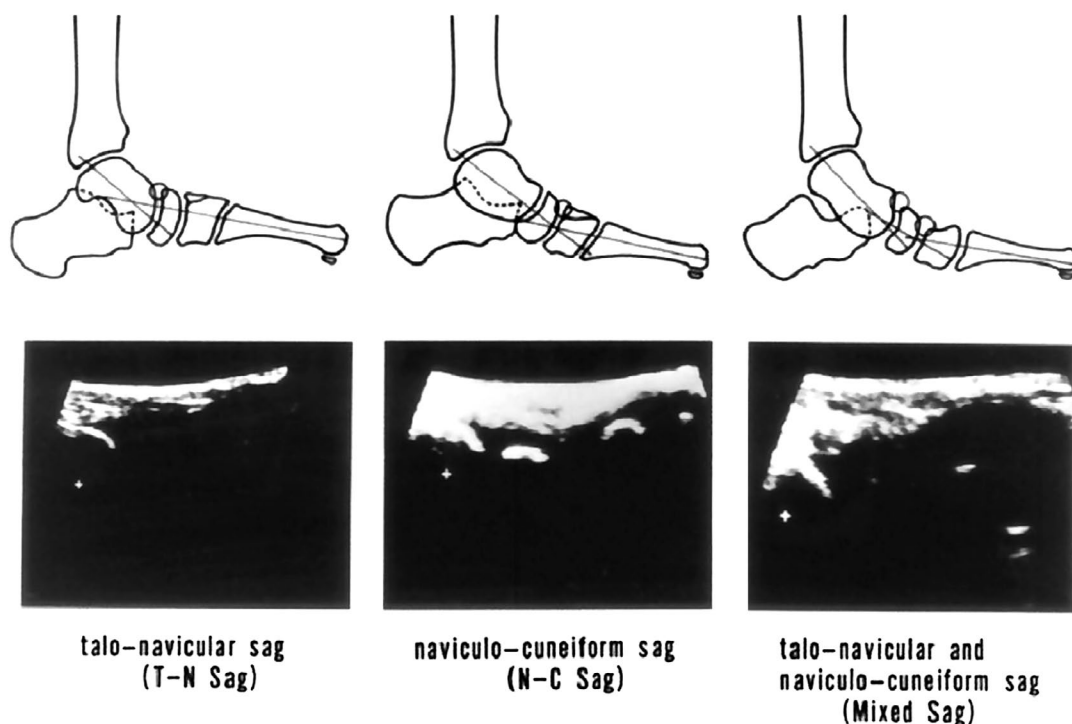 talo-navicular sag
(T-N Sag)
naviculo-cuneiform sag
(N-C Sag)
talo-navicular and
naviculo-cuneiform sag
(Mixed Sag)